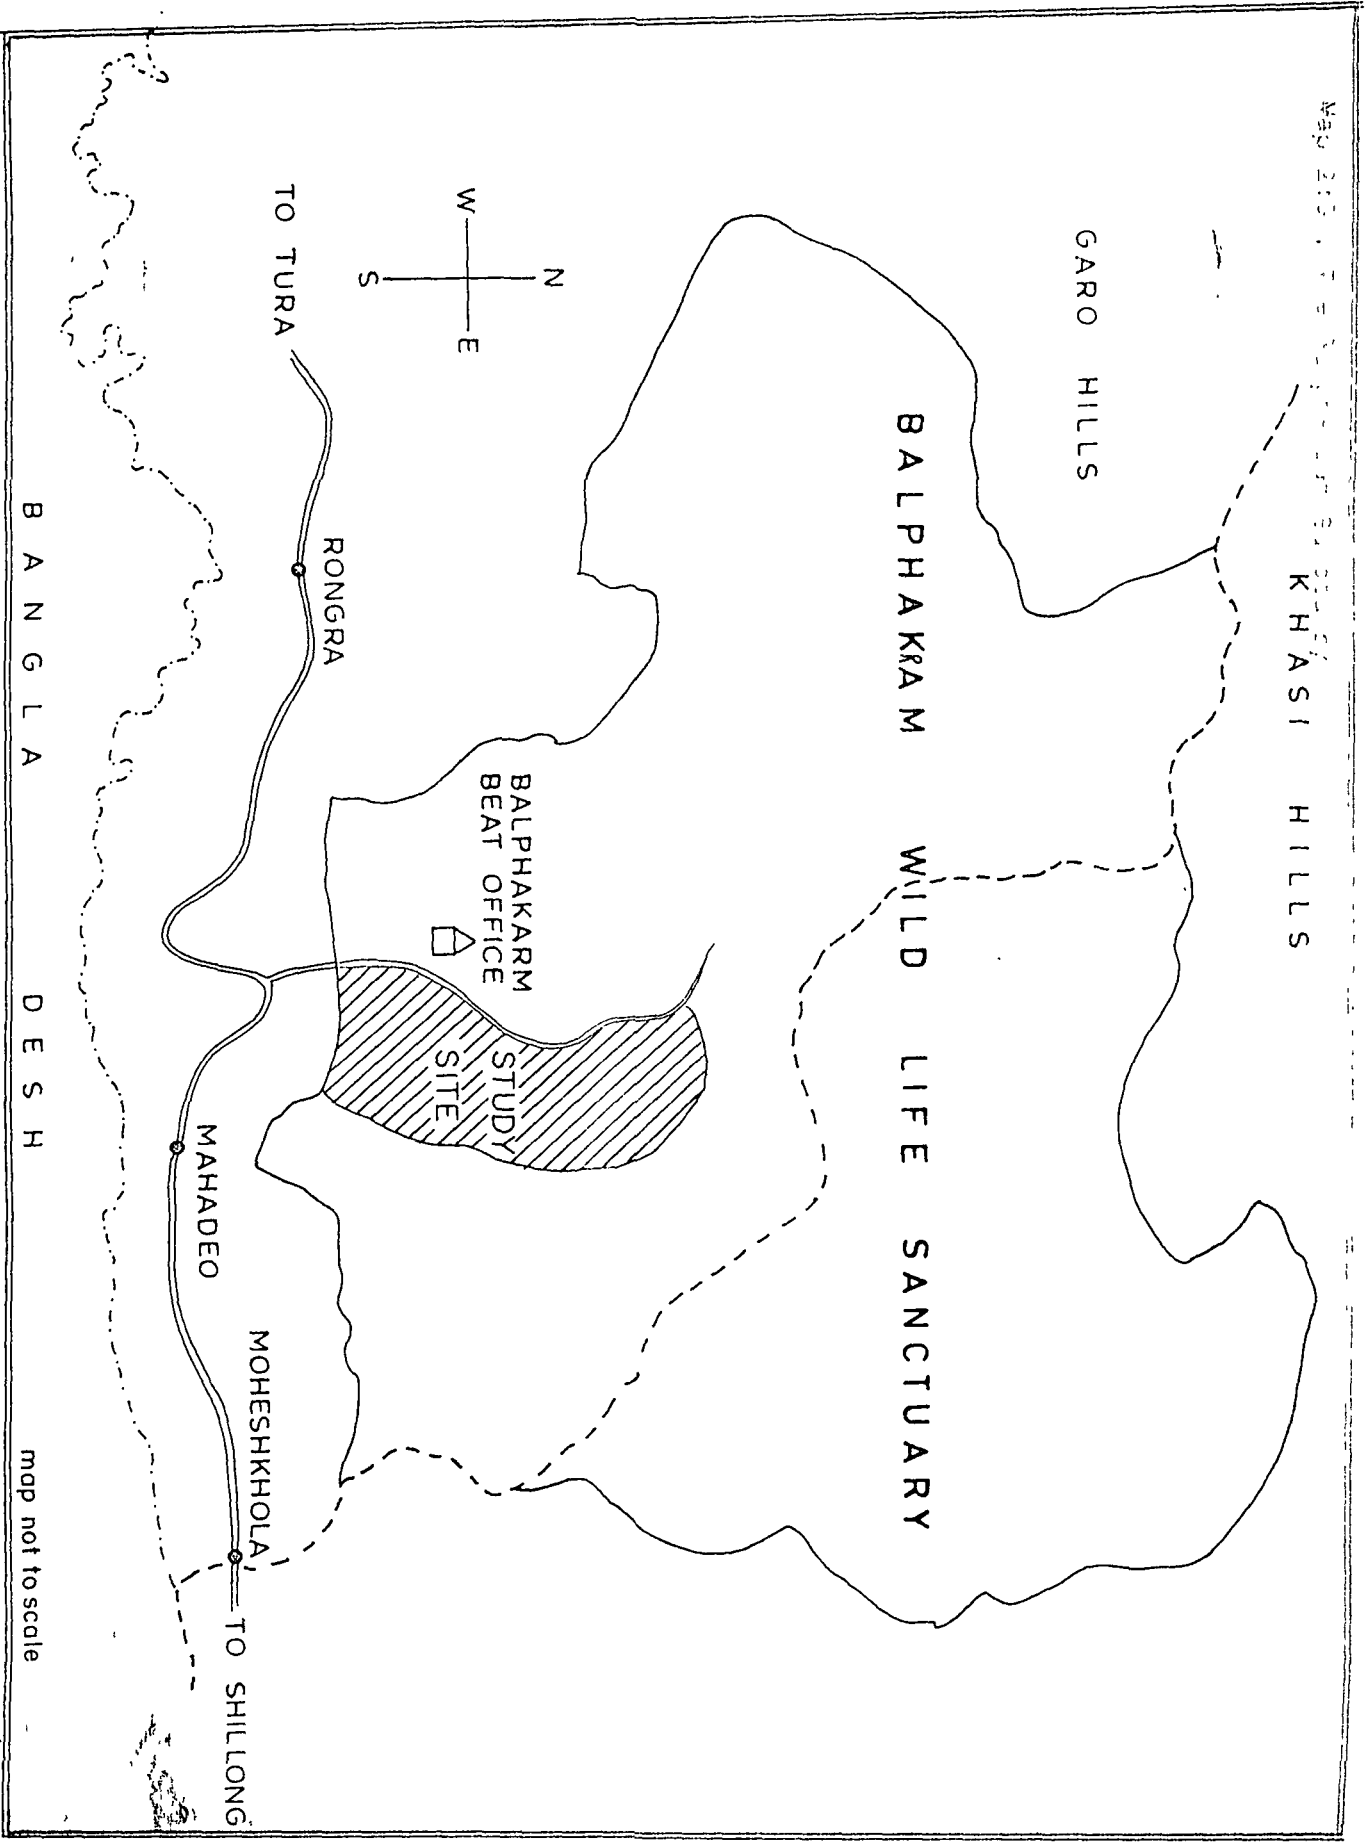 KHASI HILLS
GARO HILLS
BALPHAKRAM WILD LIFE SANCTUARY
N
W
E
S
BALPHAKARM
BEAT OFFICE
STUDY
SITE
TO TURA
RONGRA
MAHADEO
MOHESHKHOLA
TO SHILLONG
BANGLA DESH
map not to scale